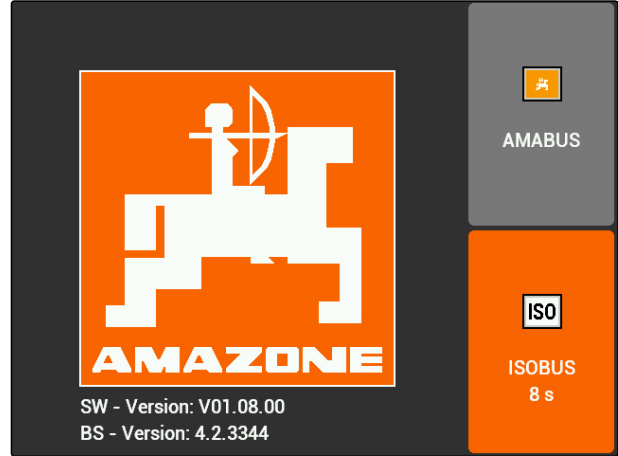 AMAZONE
SW - Version: V01.08.00
BS - Version: 4.2.3344
AMABUS
ISO
ISOBUS
8 s